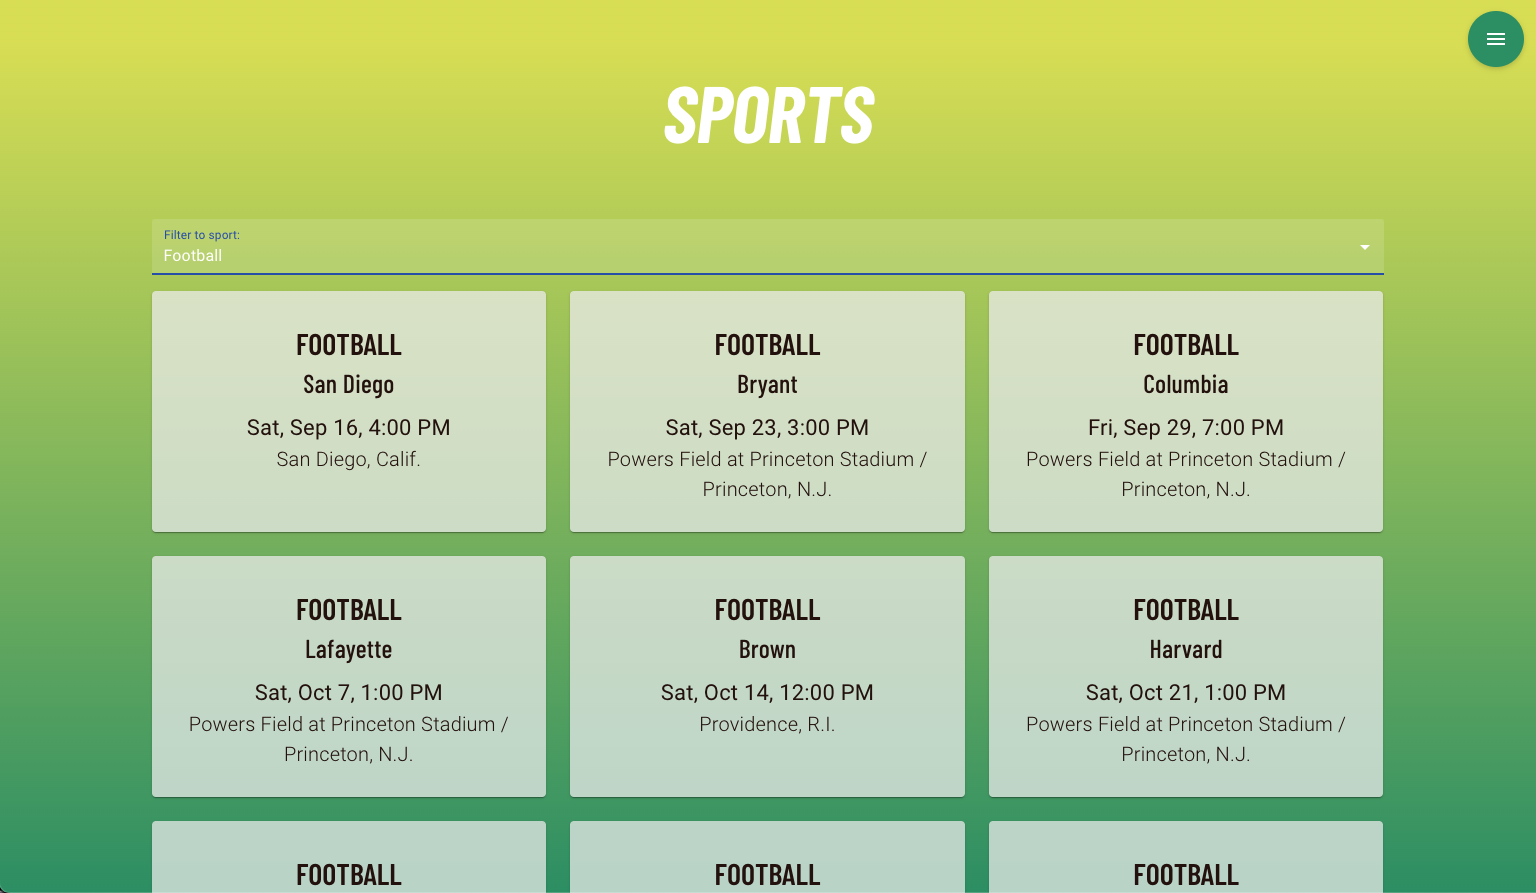 SPORTS
Filter to sport:
Football
FOOTBALL
San Diego
Sat, Sep 16, 4:00 PM
San Diego, Calif.
FOOTBALL
Bryant
Sat, Sep 23, 3:00 PM
Powers Field at Princeton Stadium /
Princeton, N.J.
FOOTBALL
Columbia
Fri, Sep 29, 7:00 PM
Powers Field at Princeton Stadium /
Princeton, N.J.
FOOTBALL
Lafayette
Sat, Oct 7, 1:00 PM
Powers Field at Princeton Stadium /
Princeton, N.J.
FOOTBALL
Brown
Sat, Oct 14, 12:00 PM
Providence, R.I.
FOOTBALL
Harvard
Sat, Oct 21, 1:00 PM
Powers Field at Princeton Stadium /
Princeton, N.J.
FOOTBALL
FOOTBALL
FOOTBALL